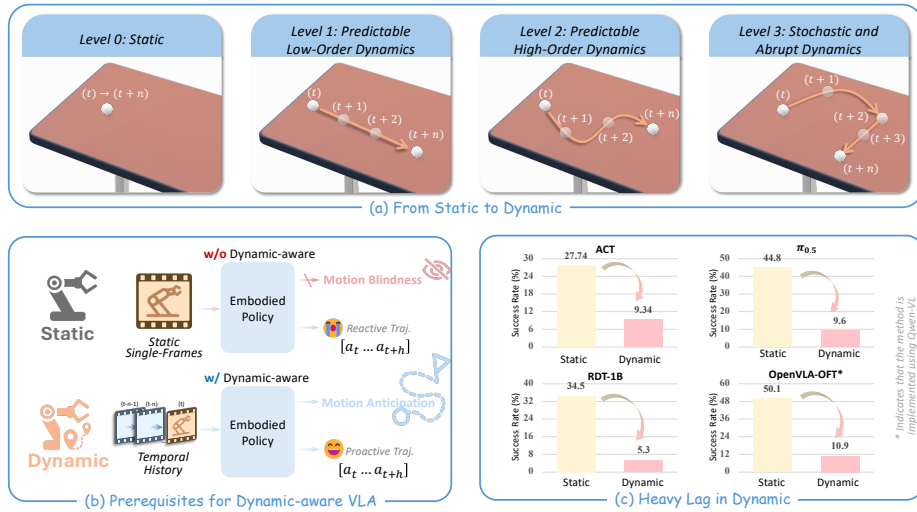 Level 0: Static
Level 1: Predictable
Low-Order Dynamics
Level 2: Predictable
High-Order Dynamics
Level 3: Stochastic and
Abrupt Dynamics
(t) → (t+n)
(t)
(t+1)
(t+2)
(t+n)
(t)
(t+1)
(t+2)
(t+n)
(t)
(t+1)
(t+2)
(t+3)
(t+n)
(a) From Static to Dynamic
Static
Static
Single-Frames
w/o Dynamic-aware
Embodied
Policy
Motion Blindness
Reactive Traj.
[a_t ... a_{t+h}]
Dynamic
(t-n-1)
(t-n)
(t)
Temporal
History
w/ Dynamic-aware
Embodied
Policy
Motion Anticipation
Proactive Traj.
[a_t ... a_{t+h}]
(b) Prerequisites for Dynamic-aware VLA
ACT
Success Rate (%)
30
24
18
12
6
0
27.74
9.34
Static
Dynamic
π_{0.5}
Success Rate (%)
50
40
30
20
10
0
44.8
9.6
Static
Dynamic
RDT-1B
Success Rate (%)
40
32
24
16
8
0
34.5
5.3
Static
Dynamic
OpenVLA-OFT*
Success Rate (%)
60
48
36
24
12
0
50.1
10.9
Static
Dynamic
* Indicates that the method is
implemented using Qwen-VL
(c) Heavy Lag in Dynamic